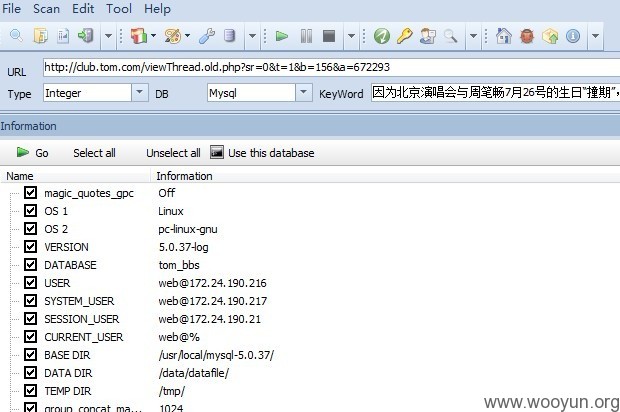 File Scan Edit Tool Help
URL http://club.tom.com/viewThread.old.php?sr=0&t=1&b=156&a=672293
Type Integer DB Mysql KeyWord 因为北京演唱会与周笔畅7月26号的生日“撞期”,
Information
Go Select all Unselect all Use this database
Name Information
magic_quotes_gpc Off
OS 1 Linux
OS 2 pc-linux-gnu
VERSION 5.0.37-log
DATABASE tom_bbs
USER web@172.24.190.216
SYSTEM_USER web@172.24.190.217
SESSION_USER web@172.24.190.21
CURRENT_USER web@%
BASE DIR /usr/local/mysql-5.0.37/
DATA DIR /data/datafile/
TEMP DIR /tmp/
group_concat_ma... 1024
www.wooyun.org